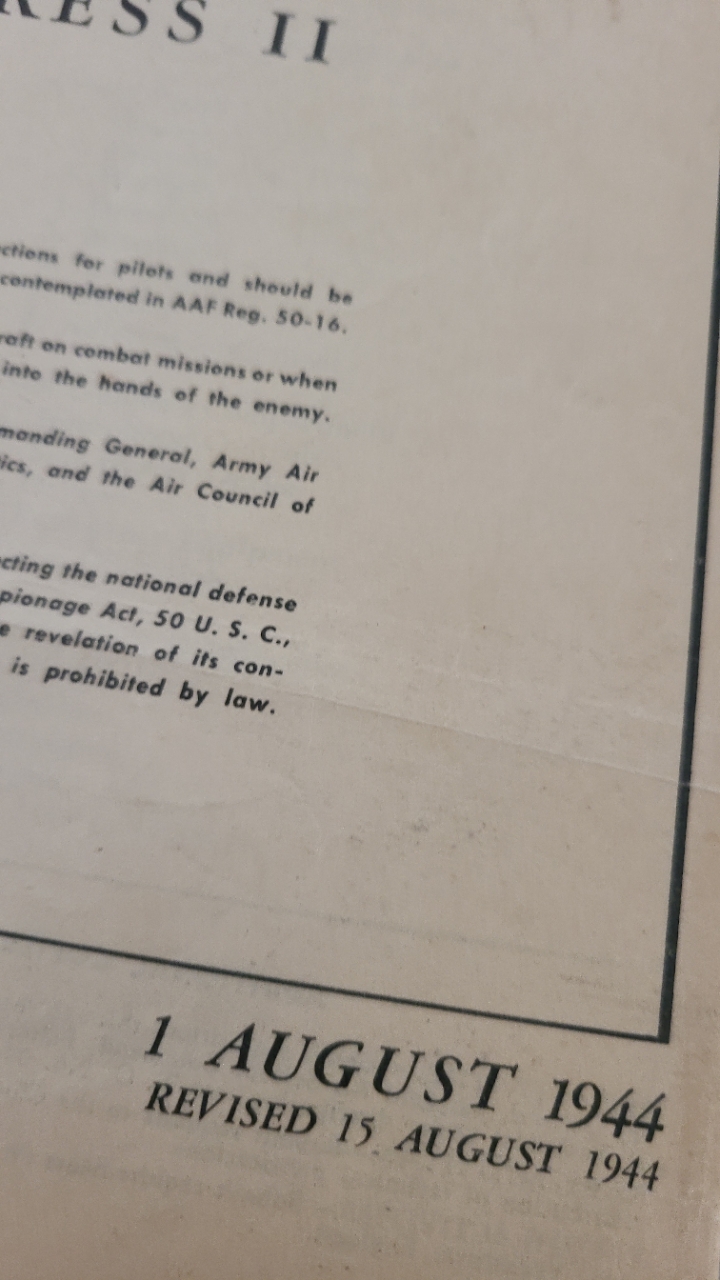 RESS II
ctions for pilots and should be
contemplated in AAF Reg. 50-16.
raft on combat missions or when
into the hands of the enemy.
manding General, Army Air
ics, and the Air Council of
cting the national defense
pionage Act, 50 U. S. C.,
e revelation of its con-
is prohibited by law.
1 AUGUST 1944
REVISED 15 AUGUST 1944